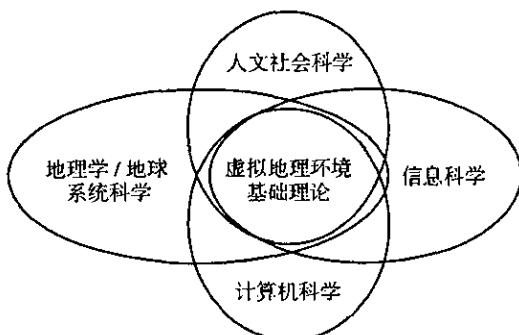 人文社会科学
地理学 / 地球
系统科学
虚拟地理环境
基础理论
信息科学
计算机科学